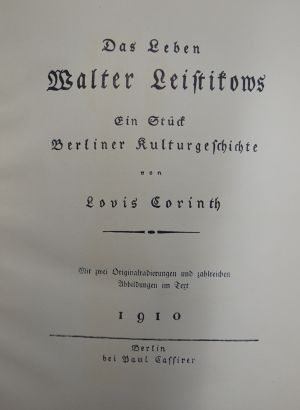 Das Leben
Walter Leistikows
Ein Stück
Berliner Kulturgeschichte
von
Lovis Corinth
Mit zwei Originalradierungen und zahlreichen
Abbildungen im Text
1910
Berlin
bei Paul Cassirer